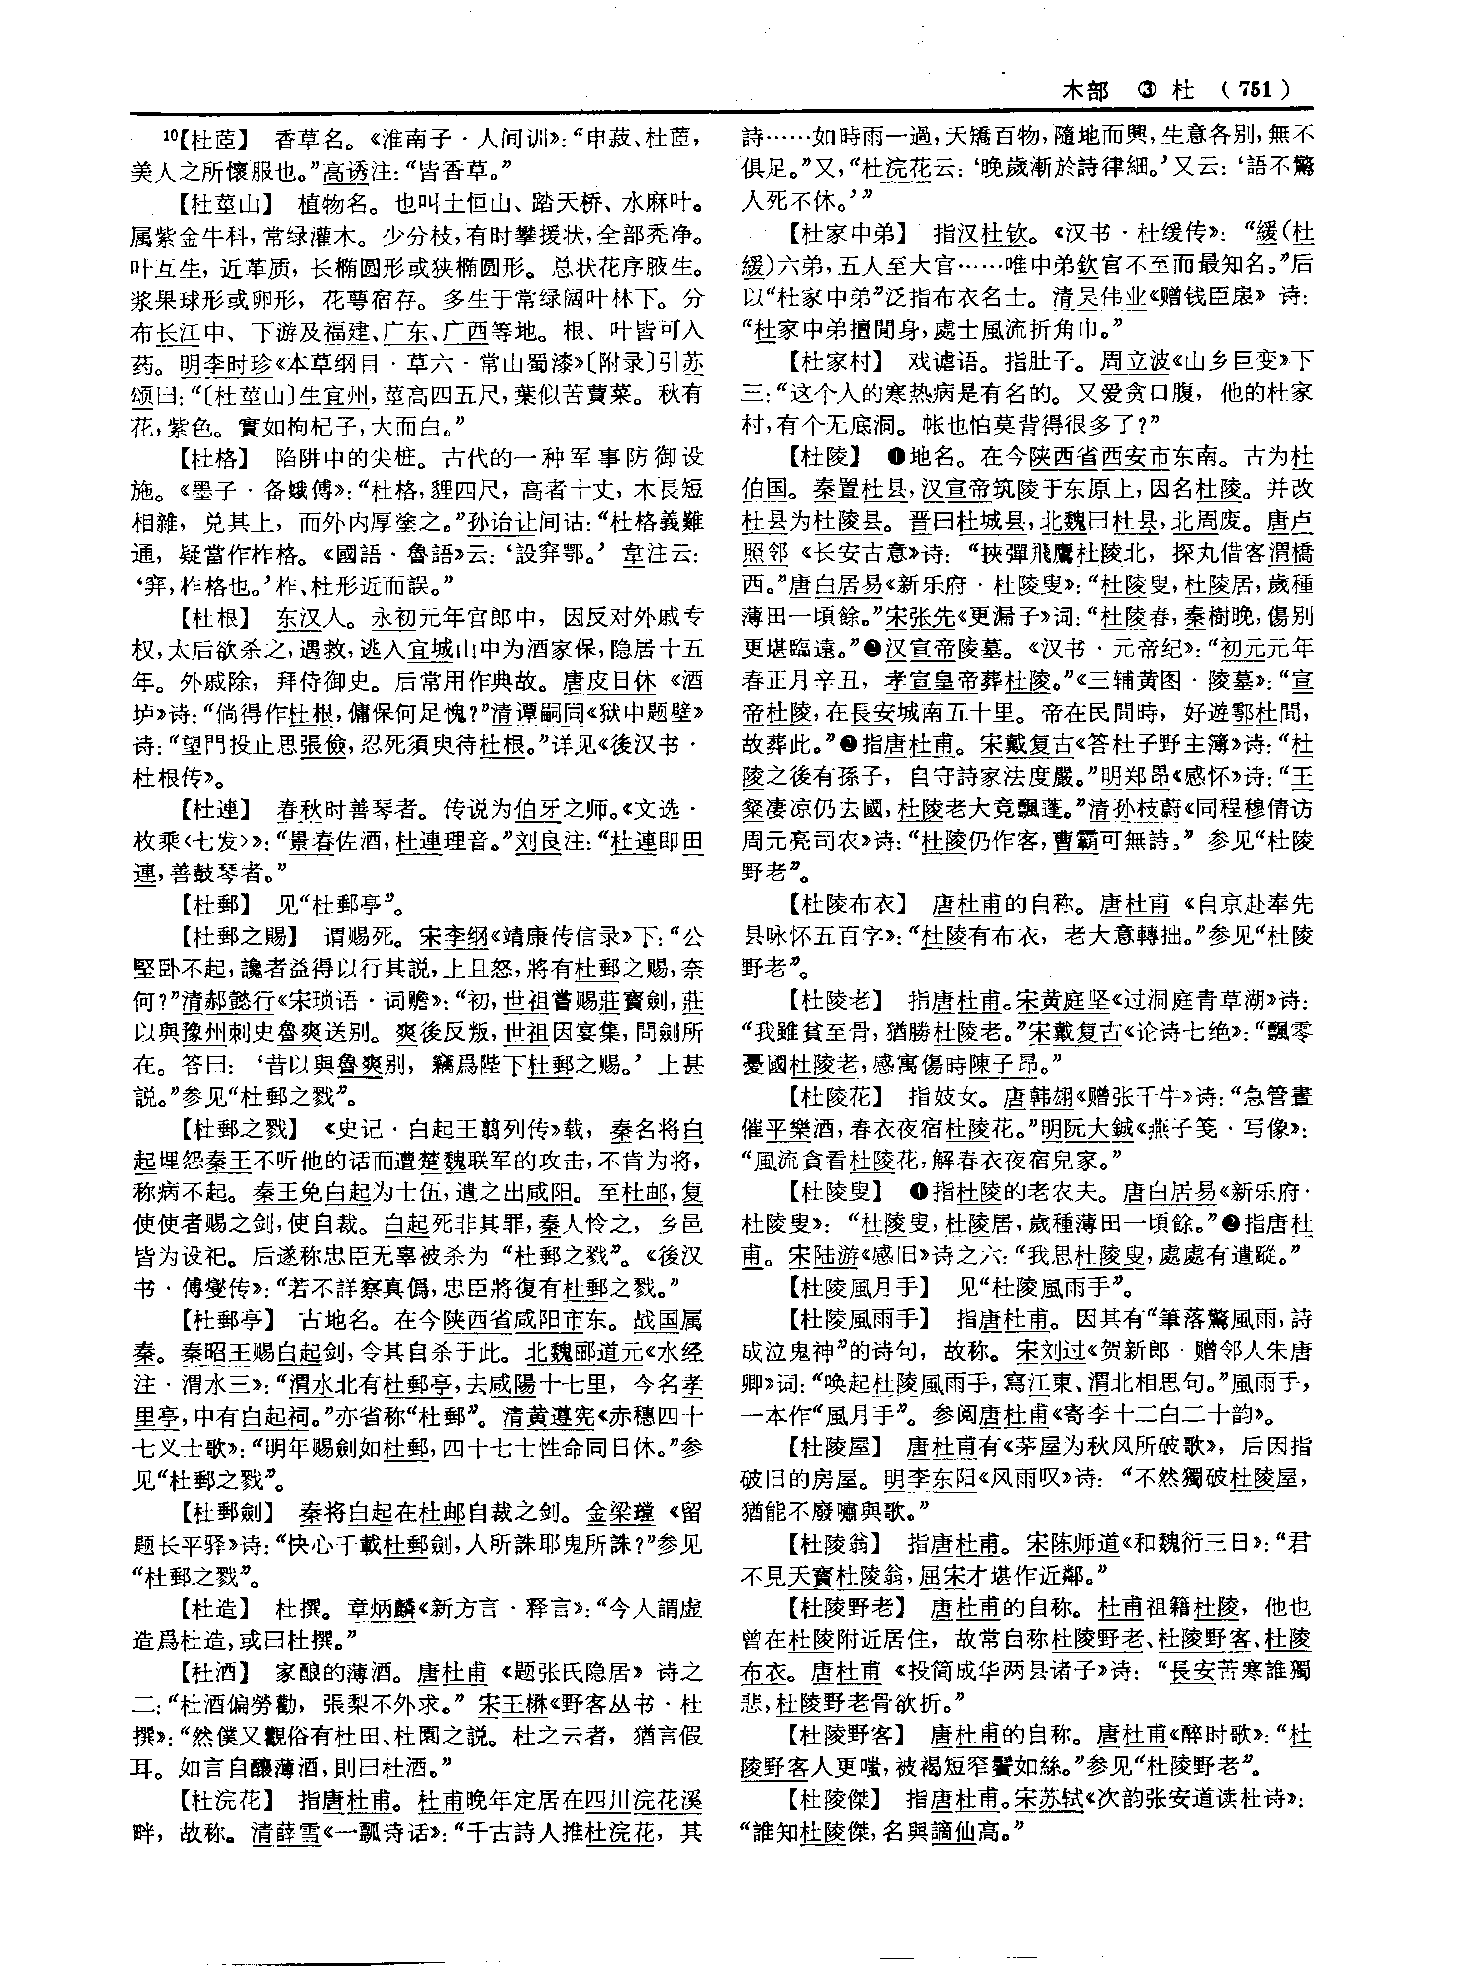 木部 ③ 杜 (751)
10【杜茝】 香草名。《淮南子·人间训》:“申菽、杜茝,
美人之所懷服也。”高诱注:“皆香草。”
【杜莖山】 植物名。也叫土恒山、踏天桥、水麻叶。
属紫金牛科,常绿灌木。少分枝,有时攀援状,全部秃净。
叶互生,近革质,长椭圆形或狭椭圆形。总状花序腋生。
浆果球形或卵形,花萼宿存。多生于常绿阔叶林下。分
布长江中、下游及福建、广东、广西等地。根、叶皆可入
药。明李时珍《本草纲目·草六·常山蜀漆》〔附录〕引苏
颂曰:“〔杜莖山〕生宜州,莖高四五尺,葉似苦蕒菜。秋有
花,紫色。實如枸杞子,大而白。”
【杜格】 陷阱中的尖桩。古代的一种军事防御设
施。《墨子·备蛾傅》:“杜格,貍四尺,高者十丈,木長短
相雜,兑其上,而外内厚塗之。”孙诒让间诂:“杜格義難
通,疑當作柞格。《國語·魯語》云:‘設穽鄂。’韋注云:
‘穽,柞格也。’柞、杜形近而誤。”
【杜根】 东汉人。永初元年官郎中,因反对外戚专
权,太后欲杀之,遇救,逃入宜城山中为酒家保,隐居十五
年。外戚除,拜侍御史。后常用作典故。唐皮日休《酒
垆》诗:“倘得作杜根,傭保何足愧?”清谭嗣同《狱中题壁》
诗:“望門投止思張儉,忍死須臾待杜根。”详见《後汉书·
杜根传》。
【杜連】 春秋时善琴者。传说为伯牙之师。《文选·
枚乘〈七发〉》:“景春佐酒,杜連理音。”刘良注:“杜連即田
連,善鼓琴者。”
【杜郵】 见“杜郵亭”。
【杜郵之賜】 谓赐死。宋李纲《靖康传信录》下:“公
堅卧不起,讒者益得以行其説,上且怒,將有杜郵之賜,奈
何?”清郝懿行《宋琐语·词赡》:“初,世祖嘗賜莊寶劍,莊
以與豫州刺史魯爽送别。爽後反叛,世祖因宴集,問劍所
在。答曰:‘昔以與魯爽别,竊爲陛下杜郵之賜。’上甚
説。”参见“杜郵之戮”。
【杜郵之戮】 《史记·白起王翦列传》载,秦名将白
起埋怨秦王不听他的话而遭楚魏联军的攻击,不肯为将,
称病不起。秦王免白起为士伍,遣之出咸阳。至杜邮,复
使使者赐之剑,使自裁。白起死非其罪,秦人怜之,乡邑
皆为设祀。后遂称忠臣无辜被杀为“杜郵之戮”。《後汉
书·傅燮传》:“若不詳察真僞,忠臣將復有杜郵之戮。”
【杜郵亭】 古地名。在今陕西省咸阳市东。战国属
秦。秦昭王赐白起剑,令其自杀于此。北魏郦道元《水经
注·渭水三》:“渭水北有杜郵亭,去咸陽十七里,今名孝
里亭,中有白起祠。”亦省称“杜郵”。清黄遵宪《赤穗四十
七义士歌》:“明年賜劍如杜郵,四十七士性命同日休。”参
见“杜郵之戮”。
【杜郵劍】 秦将白起在杜邮自裁之剑。金梁瑝《留
题长平驿》诗:“快心千載杜郵劍,人所誅耶鬼所誅?”参见
“杜郵之戮”。
【杜造】 杜撰。章炳麟《新方言·释言》:“今人謂虚
造爲杜造,或曰杜撰。”
【杜酒】 家酿的薄酒。唐杜甫《题张氏隐居》诗之
二:“杜酒偏勞勸,張梨不外求。”宋王楙《野客丛书·杜
撰》:“然僕又觀俗有杜田、杜園之説。杜之云者,猶言假
耳。如言自釀薄酒,則曰杜酒。”
【杜浣花】 指唐杜甫。杜甫晚年定居在四川浣花溪
畔,故称。清薛雪《一瓢诗话》:“千古詩人推杜浣花,其
詩……如時雨一過,夭矯百物,隨地而興,生意各别,無不
俱足。”又,“杜浣花云:‘晚歲漸於詩律細。’又云:‘語不驚
人死不休。’”
【杜家中弟】 指汉杜钦。《汉书·杜缓传》:“緩(杜
緩)六弟,五人至大官……唯中弟欽官不至而最知名。”后
以“杜家中弟”泛指布衣名士。清吴伟业《赠钱臣扆》诗:
“杜家中弟擅閒身,處士風流折角巾。”
【杜家村】 戏谑语。指肚子。周立波《山乡巨变》下
三:“这个人的寒热病是有名的。又爱贪口腹,他的杜家
村,有个无底洞。帐也怕莫背得很多了?”
【杜陵】 ❶地名。在今陕西省西安市东南。古为杜
伯国。秦置杜县,汉宣帝筑陵于东原上,因名杜陵。并改
杜县为杜陵县。晋曰杜城县,北魏曰杜县,北周废。唐卢
照邻《长安古意》诗:“挾彈飛鷹杜陵北,探丸借客渭橋
西。”唐白居易《新乐府·杜陵叟》:“杜陵叟,杜陵居,歲種
薄田一頃餘。”宋张先《更漏子》词:“杜陵春,秦樹晚,傷别
更堪臨遠。”❷汉宣帝陵墓。《汉书·元帝纪》:“初元元年
春正月辛丑,孝宣皇帝葬杜陵。”《三辅黄图·陵墓》:“宣
帝杜陵,在長安城南五十里。帝在民間時,好遊鄠杜間,
故葬此。”❷指唐杜甫。宋戴复古《答杜子野主簿》诗:“杜
陵之後有孫子,自守詩家法度嚴。”明郑昂《感怀》诗:“王
粲凄凉仍去國,杜陵老大竟飄蓬。”清孙枝蔚《同程穆倩访
周元亮司农》诗:“杜陵仍作客,曹霸可無詩。”参见“杜陵
野老”。
【杜陵布衣】 唐杜甫的自称。唐杜甫《自京赴奉先
县咏怀五百字》:“杜陵有布衣,老大意轉拙。”参见“杜陵
野老”。
【杜陵老】 指唐杜甫。宋黄庭坚《过洞庭青草湖》诗:
“我雖貧至骨,猶勝杜陵老。”宋戴复古《论诗七绝》:“飄零
憂國杜陵老,感寓傷時陳子昂。”
【杜陵花】 指妓女。唐韩翃《赠张千牛》诗:“急管晝
催平樂酒,春衣夜宿杜陵花。”明阮大鋮《燕子笺·写像》:
“風流貪看杜陵花,解春衣夜宿兒家。”
【杜陵叟】 ❶指杜陵的老农夫。唐白居易《新乐府·
杜陵叟》:“杜陵叟,杜陵居,歲種薄田一頃餘。”❷指唐杜
甫。宋陆游《感旧》诗之六:“我思杜陵叟,處處有遺蹤。”
【杜陵風月手】 见“杜陵風雨手”。
【杜陵風雨手】 指唐杜甫。因其有“筆落驚風雨,詩
成泣鬼神”的诗句,故称。宋刘过《贺新郎·赠邻人朱唐
卿》词:“唤起杜陵風雨手,寫江東、渭北相思句。”風雨手,
一本作“風月手”。参阅唐杜甫《寄李十二白二十韵》。
【杜陵屋】 唐杜甫有《茅屋为秋风所破歌》,后因指
破旧的房屋。明李东阳《风雨叹》诗:“不然獨破杜陵屋,
猶能不廢嘯與歌。”
【杜陵翁】 指唐杜甫。宋陈师道《和魏衍三日》:“君
不見天寶杜陵翁,屈宋才堪作近鄰。”
【杜陵野老】 唐杜甫的自称。杜甫祖籍杜陵,他也
曾在杜陵附近居住,故常自称杜陵野老、杜陵野客、杜陵
布衣。唐杜甫《投简成华两县诸子》诗:“長安苦寒誰獨
悲,杜陵野老骨欲折。”
【杜陵野客】 唐杜甫的自称。唐杜甫《醉时歌》:“杜
陵野客人更嗤,被褐短窄鬢如絲。”参见“杜陵野老”。
【杜陵傑】 指唐杜甫。宋苏轼《次韵张安道读杜诗》:
“誰知杜陵傑,名與謫仙高。”